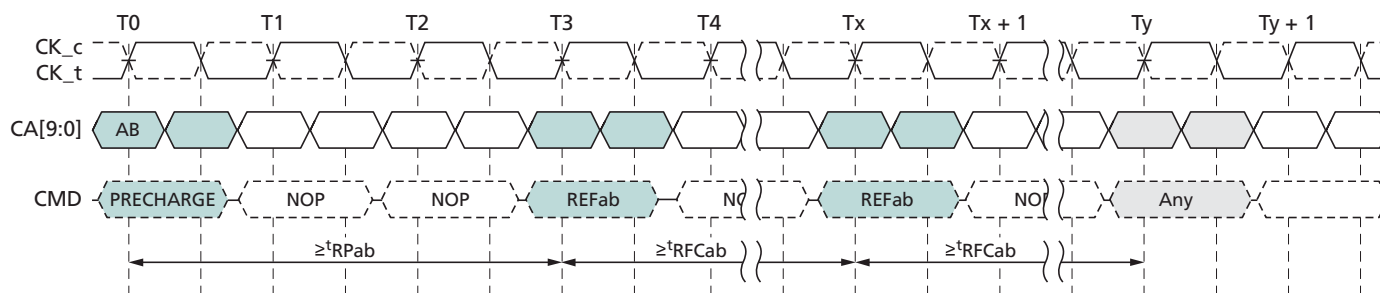 T0 T1 T2 T3 T4 Tx Tx + 1 Ty Ty + 1
CK_c
CK_t
CA[9:0] AB
CMD PRECHARGE NOP NOP REFab REFab Any
≥tRPab ≥tRFCab ≥tRFCab